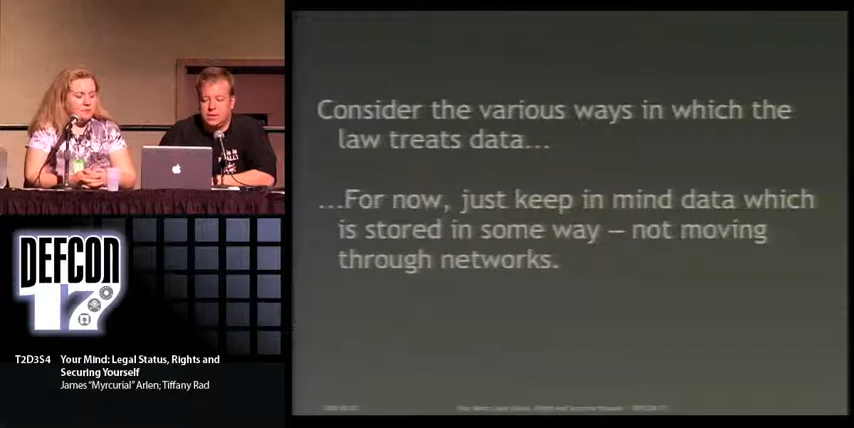 Consider the various ways in which the
law treats data...
...For now, just keep in mind data which
is stored in some way – not moving
through networks.
DEFCON
17
T2D3S4 Your Mind: Legal Status, Rights and
Securing Yourself
James "Myrcurial" Arlen; Tiffany Rad